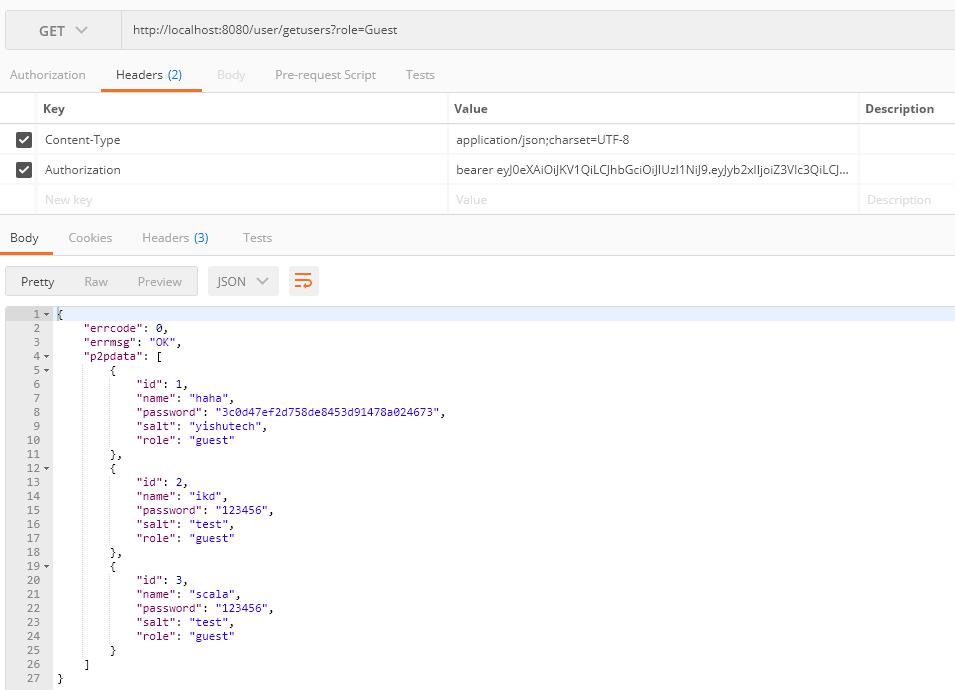 GET http://localhost:8080/user/getusers?role=Guest
Authorization Headers (2) Body Pre-request Script Tests
Key Value Description
Content-Type application/json;charset=UTF-8
Authorization bearer eyJ0eXAiOiJKV1QiLCJhbGciOiJIUzI1NiJ9.eyJyb2xlIjoiZ3Vlc3QiLCJ...
New key Value Description
Body Cookies Headers (3) Tests
Pretty Raw Preview JSON
1 {
2 "errcode": 0,
3 "errmsg": "OK",
4 "p2pdata": [
5 {
6 "id": 1,
7 "name": "haha",
8 "password": "3c0d47ef2d758de8453d91478a024673",
9 "salt": "yishutech",
10 "role": "guest"
11 },
12 {
13 "id": 2,
14 "name": "ikd",
15 "password": "123456",
16 "salt": "test",
17 "role": "guest"
18 },
19 {
20 "id": 3,
21 "name": "scala",
22 "password": "123456",
23 "salt": "test",
24 "role": "guest"
25 }
26 ]
27 }